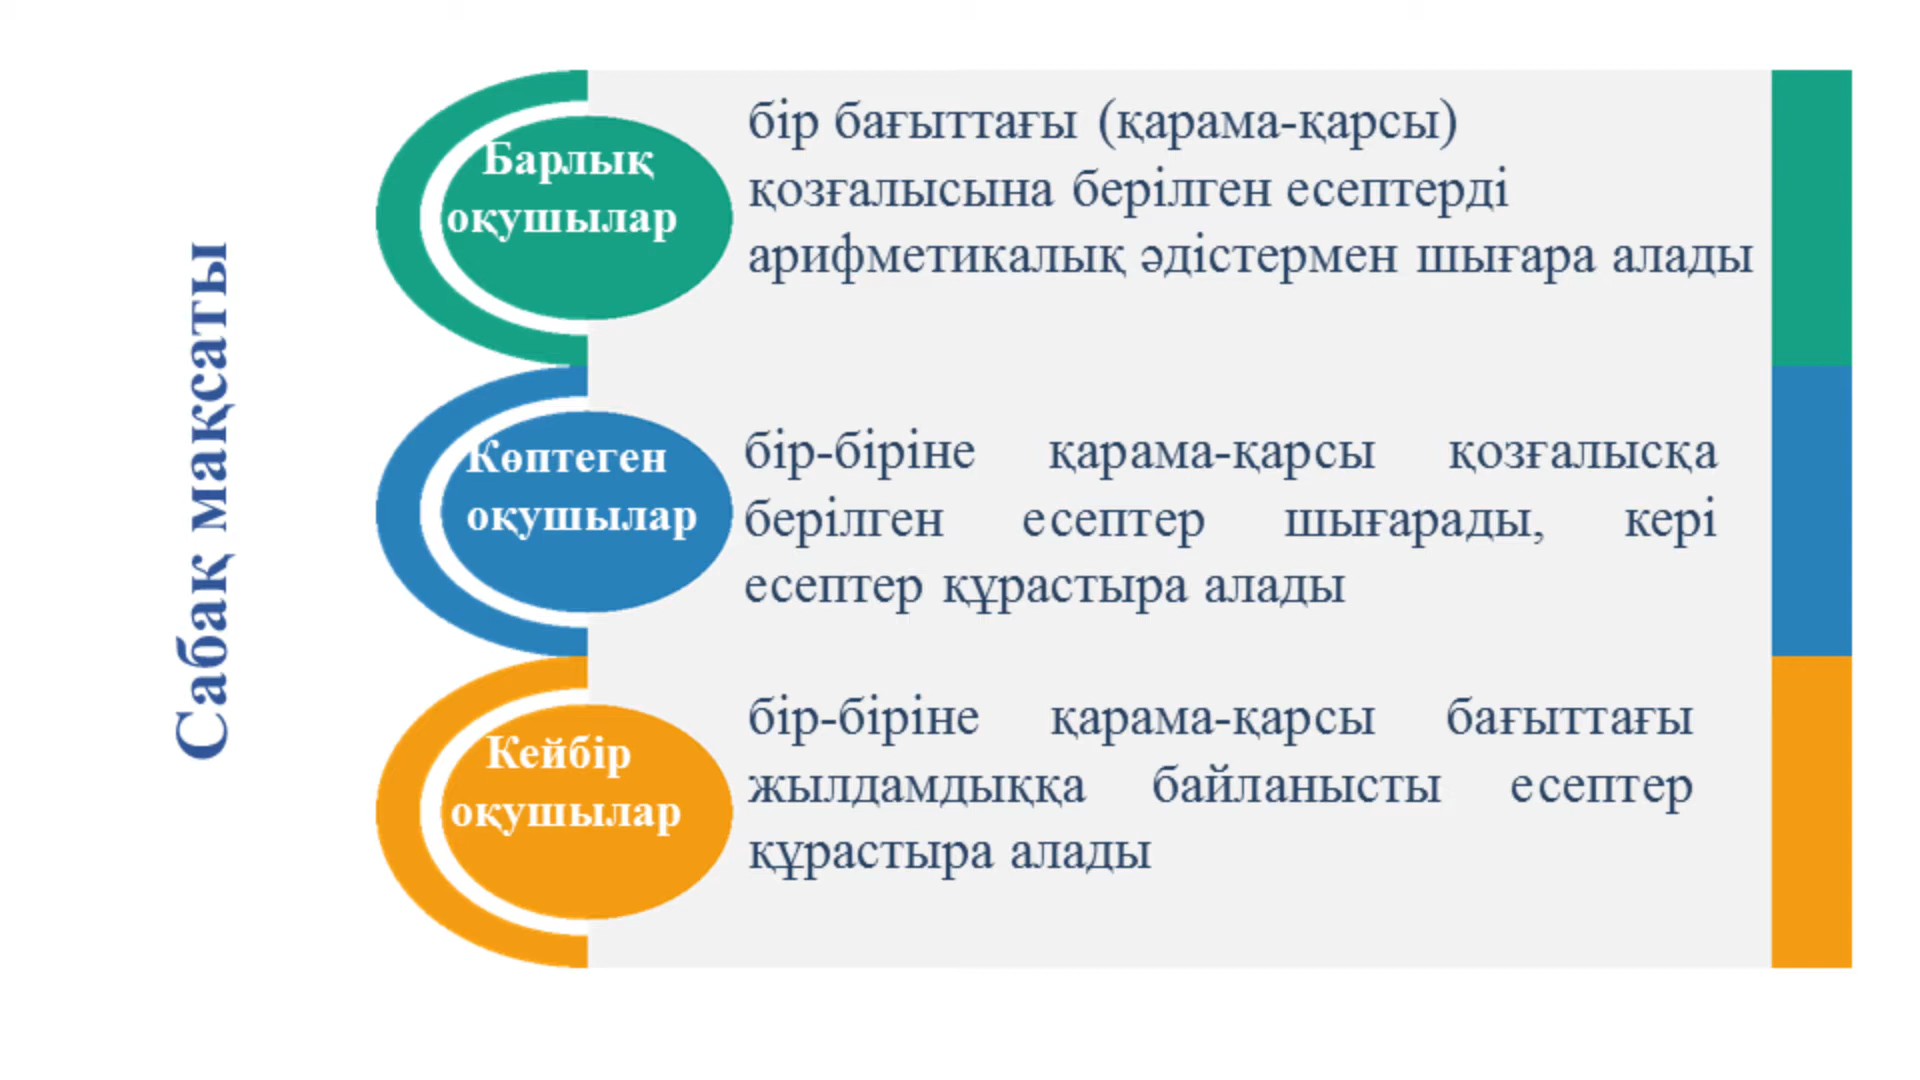 Сабақ мақсаты
Барлық
оқушылар
бір бағыттағы (қарама-қарсы)
қозғалысына берілген есептерді
арифметикалық әдістермен шығара алады
Көптеген
оқушылар
бір-біріне қарама-қарсы қозғалысқа
берілген есептер шығарады, кері
есептер құрастыра алады
Кейбір
оқушылар
бір-біріне қарама-қарсы бағыттағы
жылдамдыққа байланысты есептер
құрастыра алады